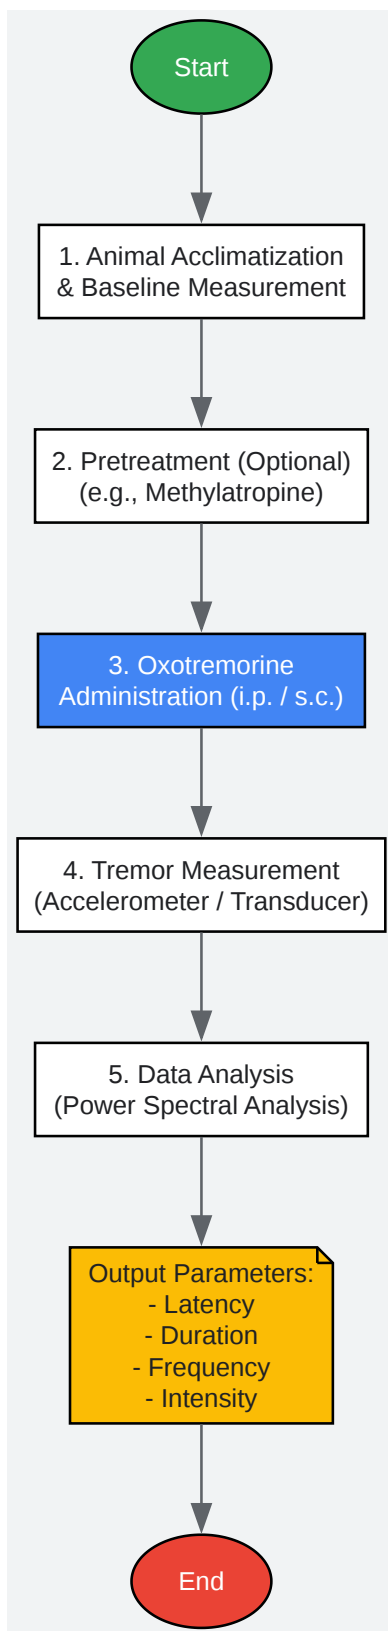 Start
1. Animal Acclimatization
& Baseline Measurement
2. Pretreatment (Optional)
(e.g., Methylatropine)
3. Oxotremorine
Administration (i.p. / s.c.)
4. Tremor Measurement
(Accelerometer / Transducer)
5. Data Analysis
(Power Spectral Analysis)
Output Parameters:
- Latency
- Duration
- Frequency
- Intensity
End